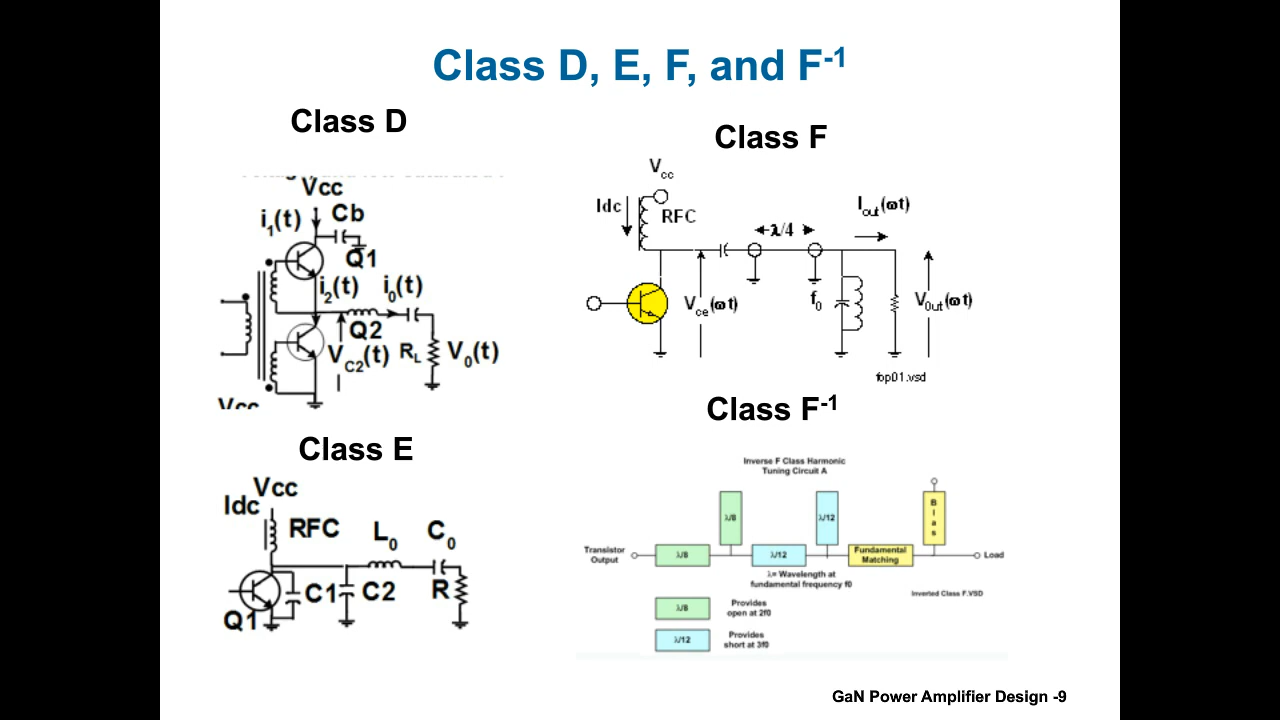 Class D, E, F, and F-1
Class D
Vcc
i1(t)
Cb
Q1
i2(t)
i0(t)
Q2
VC2(t)
RL
V0(t)
Vcc
Class E
Vcc
Idc
RFC
L0
C0
C1
C2
R
Q1
Class F
Vcc
Idc
RFC
λ/4
Iout(ωt)
Vce(ωt)
f0
Vout(ωt)
fop01.vsd
Class F-1
Inverse F Class Harmonic
Tuning Circuit A
λ/8
λ/12
Bias
Transistor
Output
λ/8
λ/12
Fundamental
Matching
Load
λ= Wavelength at
fundamental frequency f0
Inverted Class F.VSD
λ/8
Provides
open at 2f0
λ/12
Provides
short at 3f0
GaN Power Amplifier Design -9